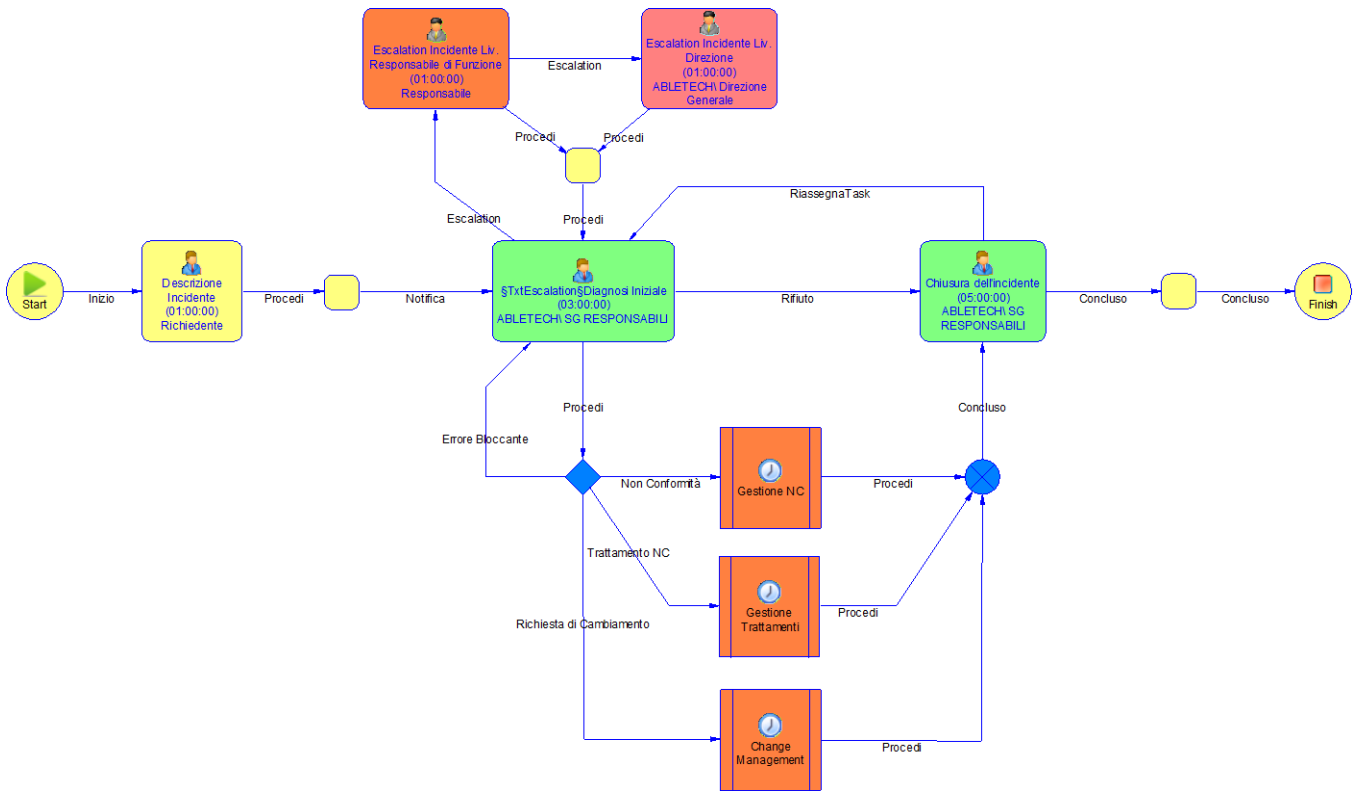 Escalation Incidente Liv.
Responsabile di Funzione
(01:00:00)
Responsabile
Escalation
Escalation Incidente Liv.
Direzione
(01:00:00)
ABLETECH\ Direzione
Generale
Procedi
Procedi
Escalation
Procedi
RiassegnaTask
Start
Inizio
Descrizione
Incidente
(01:00:00)
Richiedente
Procedi
Notifica
§TxtEscalation§Diagnosi Iniziale
(03:00:00)
ABLETECH\ SG RESPONSABILI
Rifiuto
Chiusura dell'incidente
(05:00:00)
ABLETECH\ SG
RESPONSABILI
Concluso
Concluso
Finish
Procedi
Concluso
Errore Bloccante
Non Conformità
Gestione NC
Procedi
Trattamento NC
Gestione
Trattamenti
Procedi
Richiesta di Cambiamento
Change
Management
Procedi